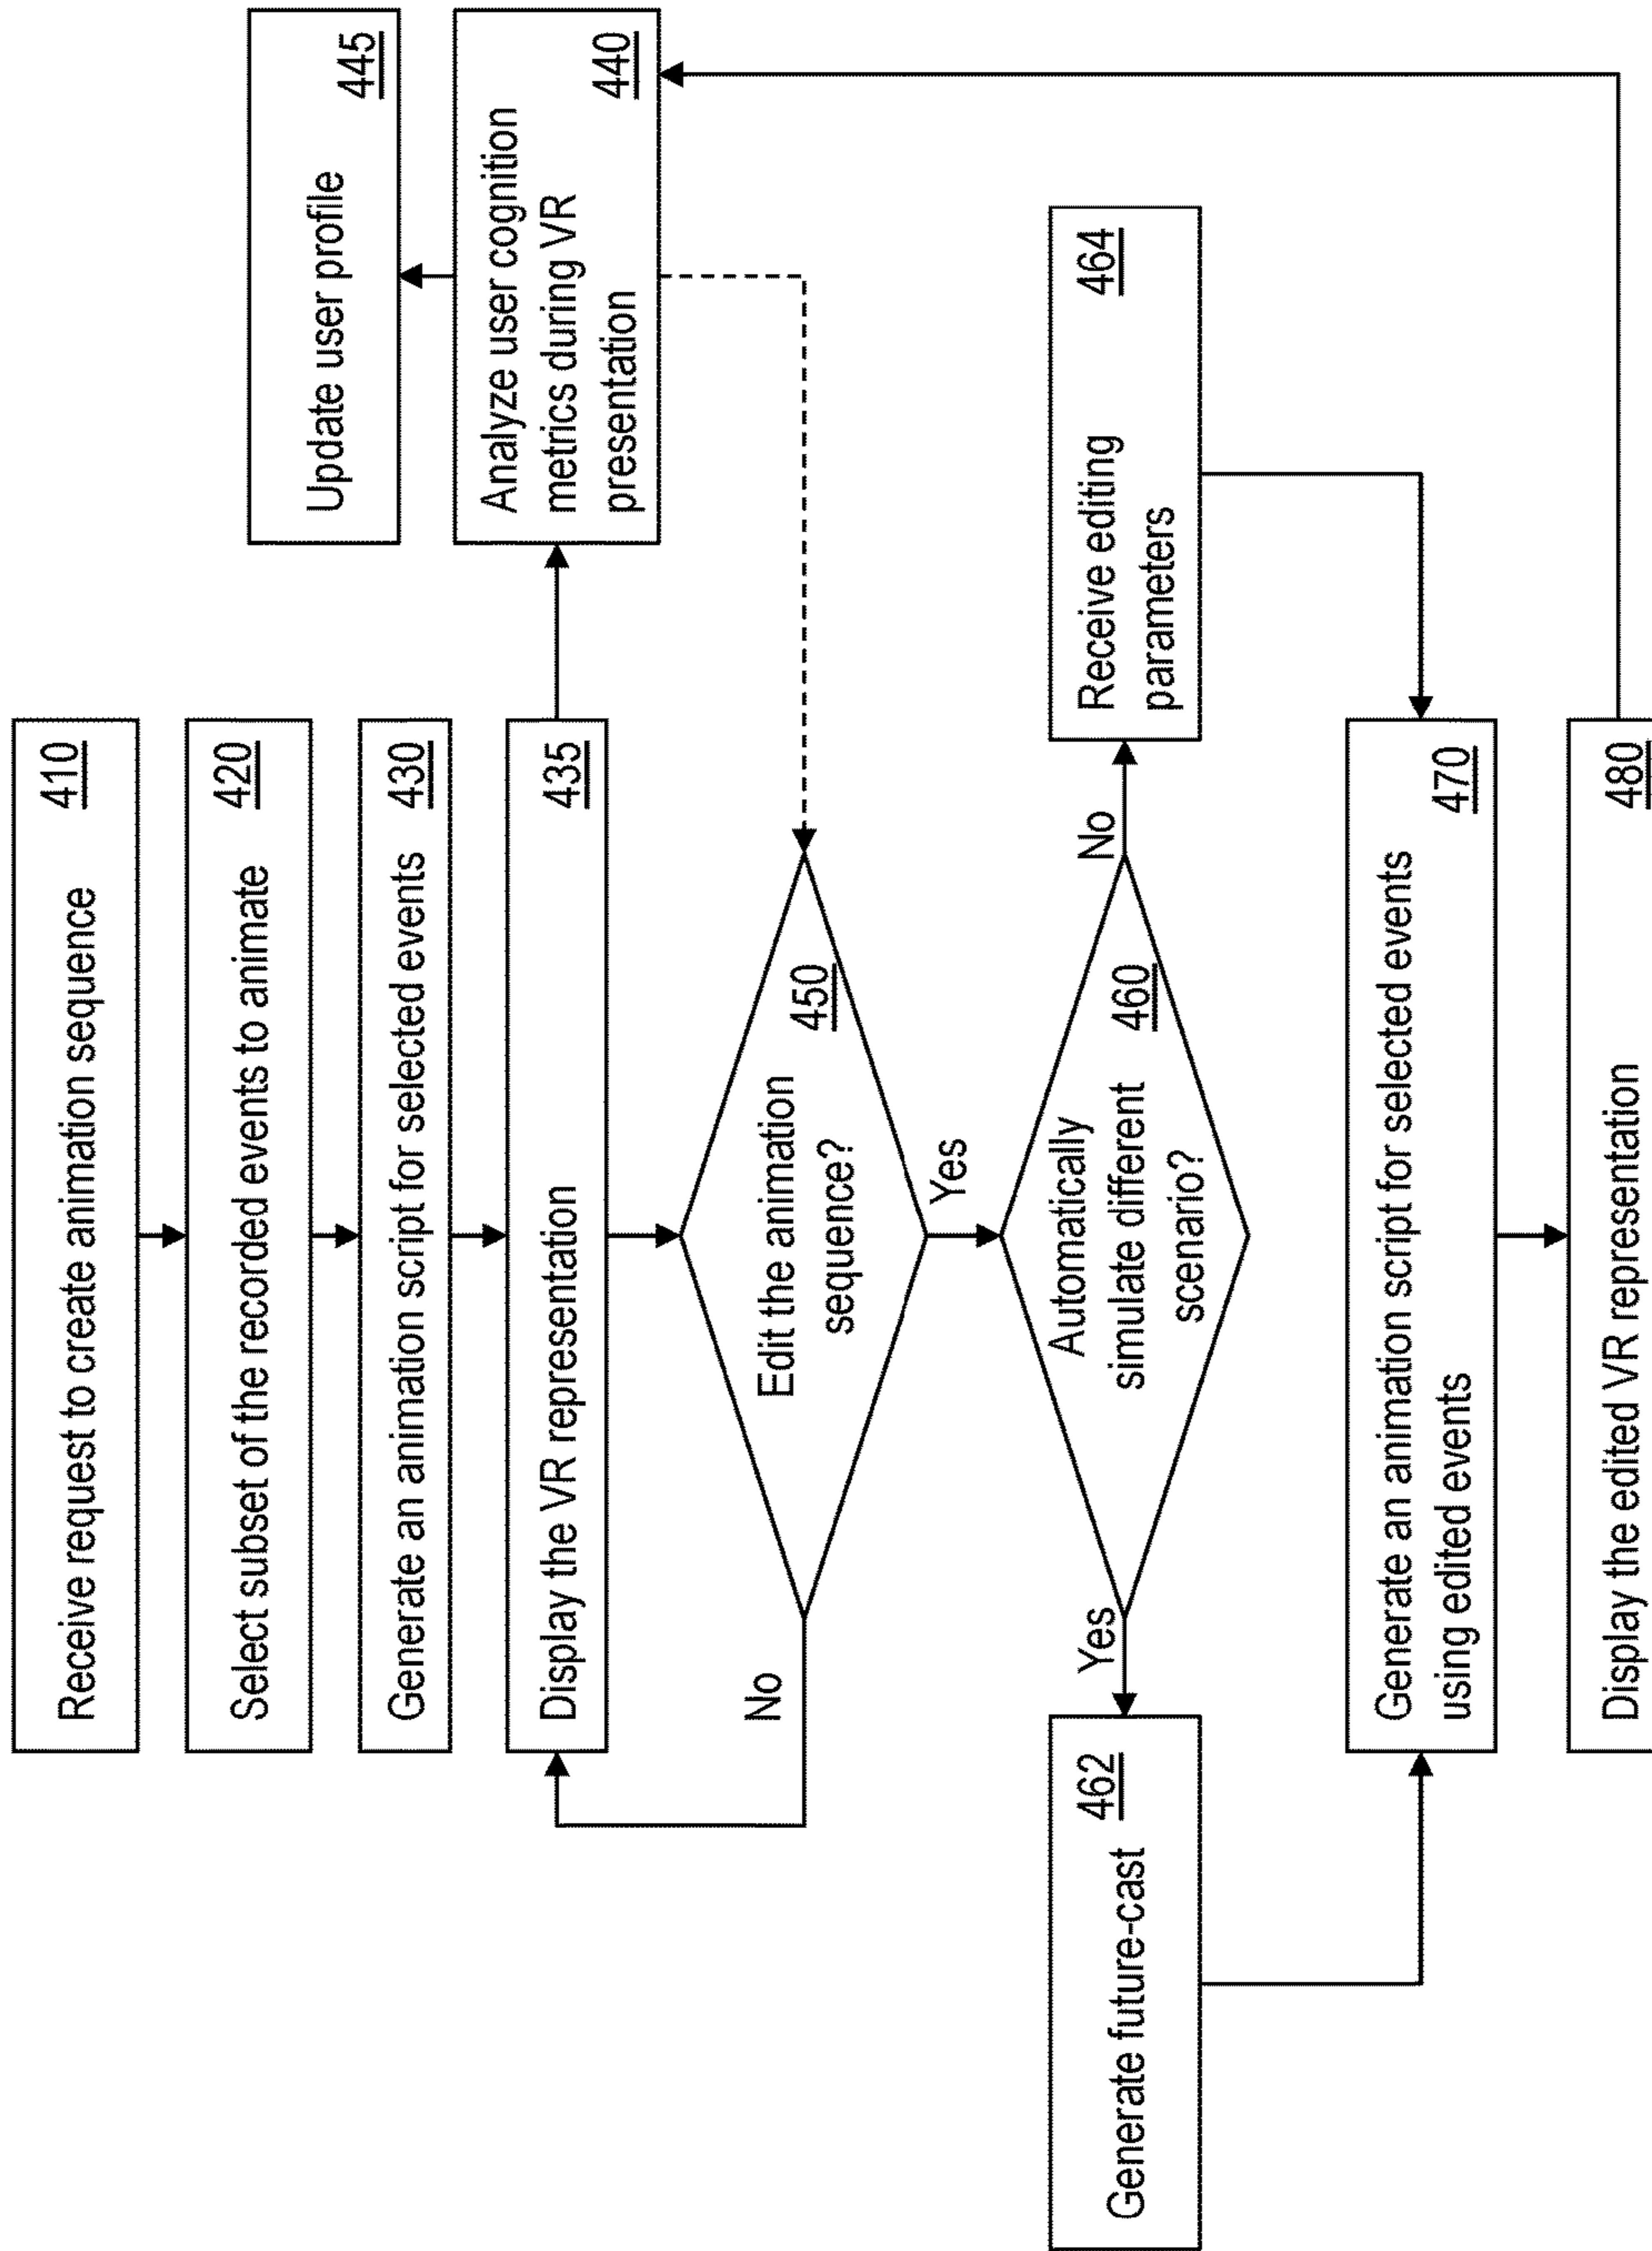 Receive request to create animation sequence 410
Select subset of the recorded events to animate 420
Generate an animation script for selected events 430
Display the VR representation 435
Update user profile 445
Analyze user cognition 440
metrics during VR
presentation
Edit the animation 450
sequence?
No
Yes
Automatically 460
simulate different
scenario?
Yes
No
Generate future-cast 462
Receive editing 464
parameters
Generate an animation script for selected events
using edited events 470
Display the edited VR representation 480